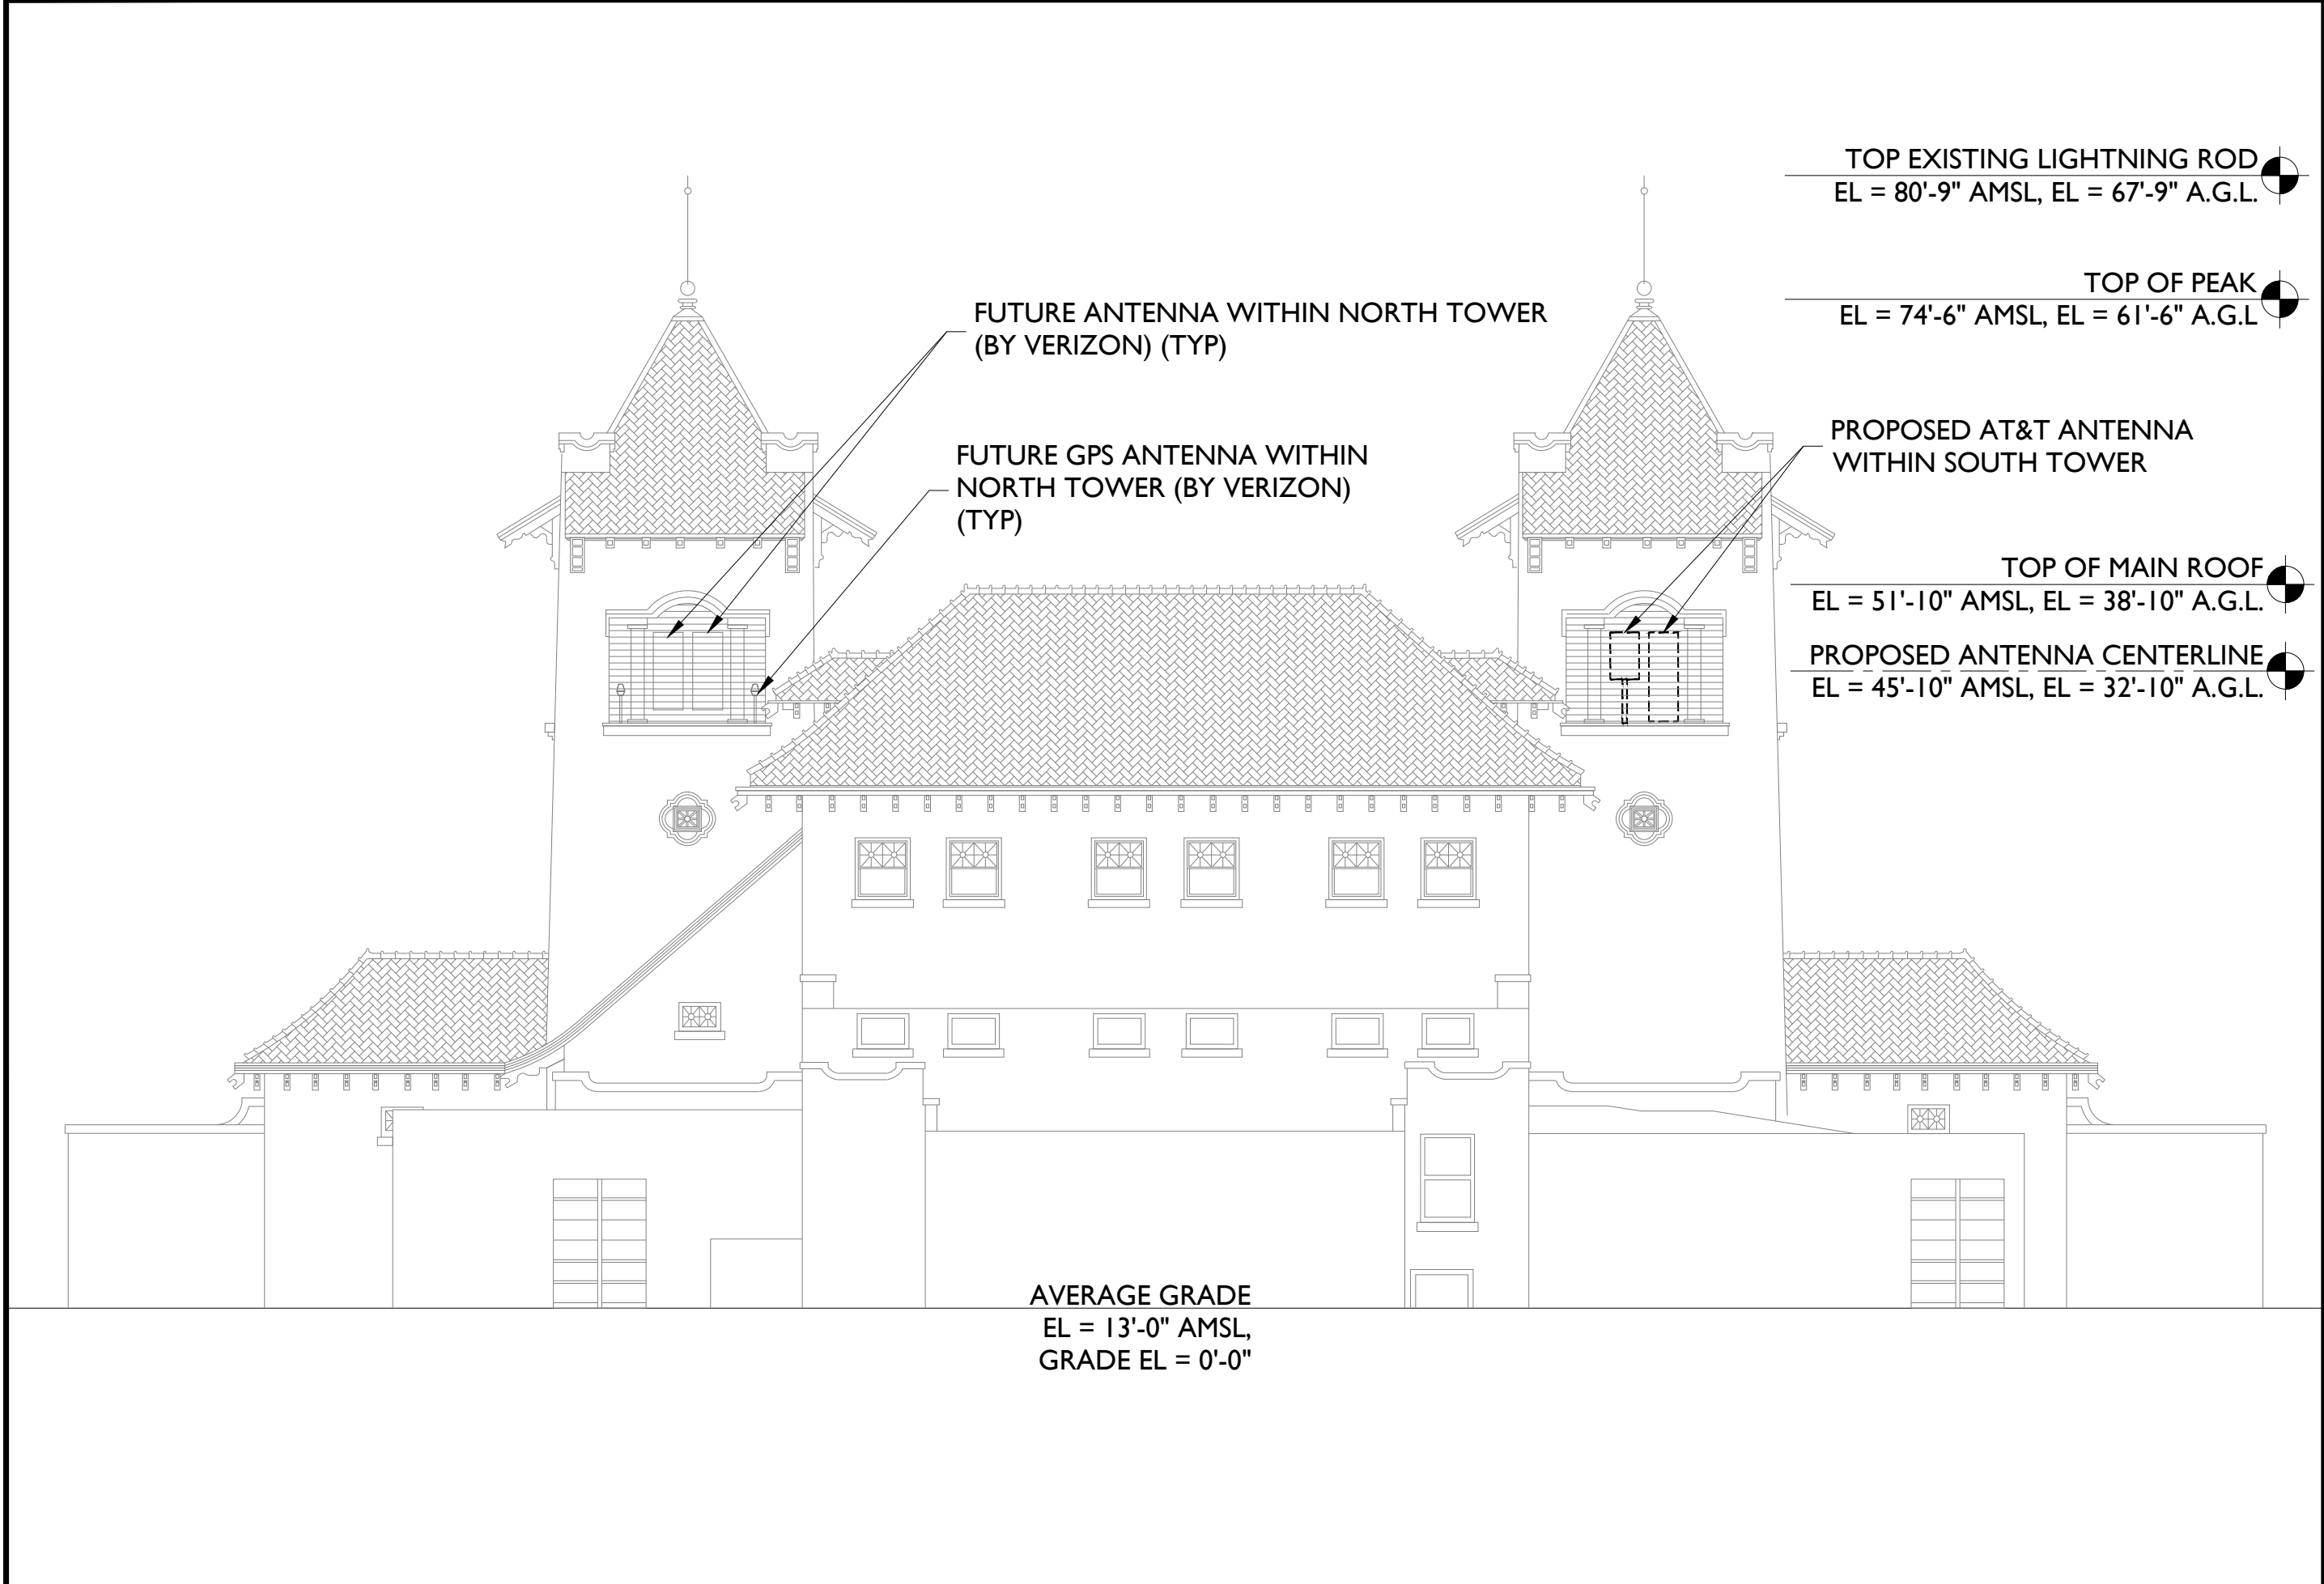 TOP EXISTING LIGHTNING ROD
EL = 80'-9" AMSL, EL = 67'-9" A.G.L.
TOP OF PEAK
EL = 74'-6" AMSL, EL = 61'-6" A.G.L
FUTURE ANTENNA WITHIN NORTH TOWER
(BY VERIZON) (TYP)
FUTURE GPS ANTENNA WITHIN
NORTH TOWER (BY VERIZON)
(TYP)
PROPOSED AT&T ANTENNA
WITHIN SOUTH TOWER
TOP OF MAIN ROOF
EL = 51'-10" AMSL, EL = 38'-10" A.G.L.
PROPOSED ANTENNA CENTERLINE
EL = 45'-10" AMSL, EL = 32'-10" A.G.L.
AVERAGE GRADE
EL = 13'-0" AMSL,
GRADE EL = 0'-0"